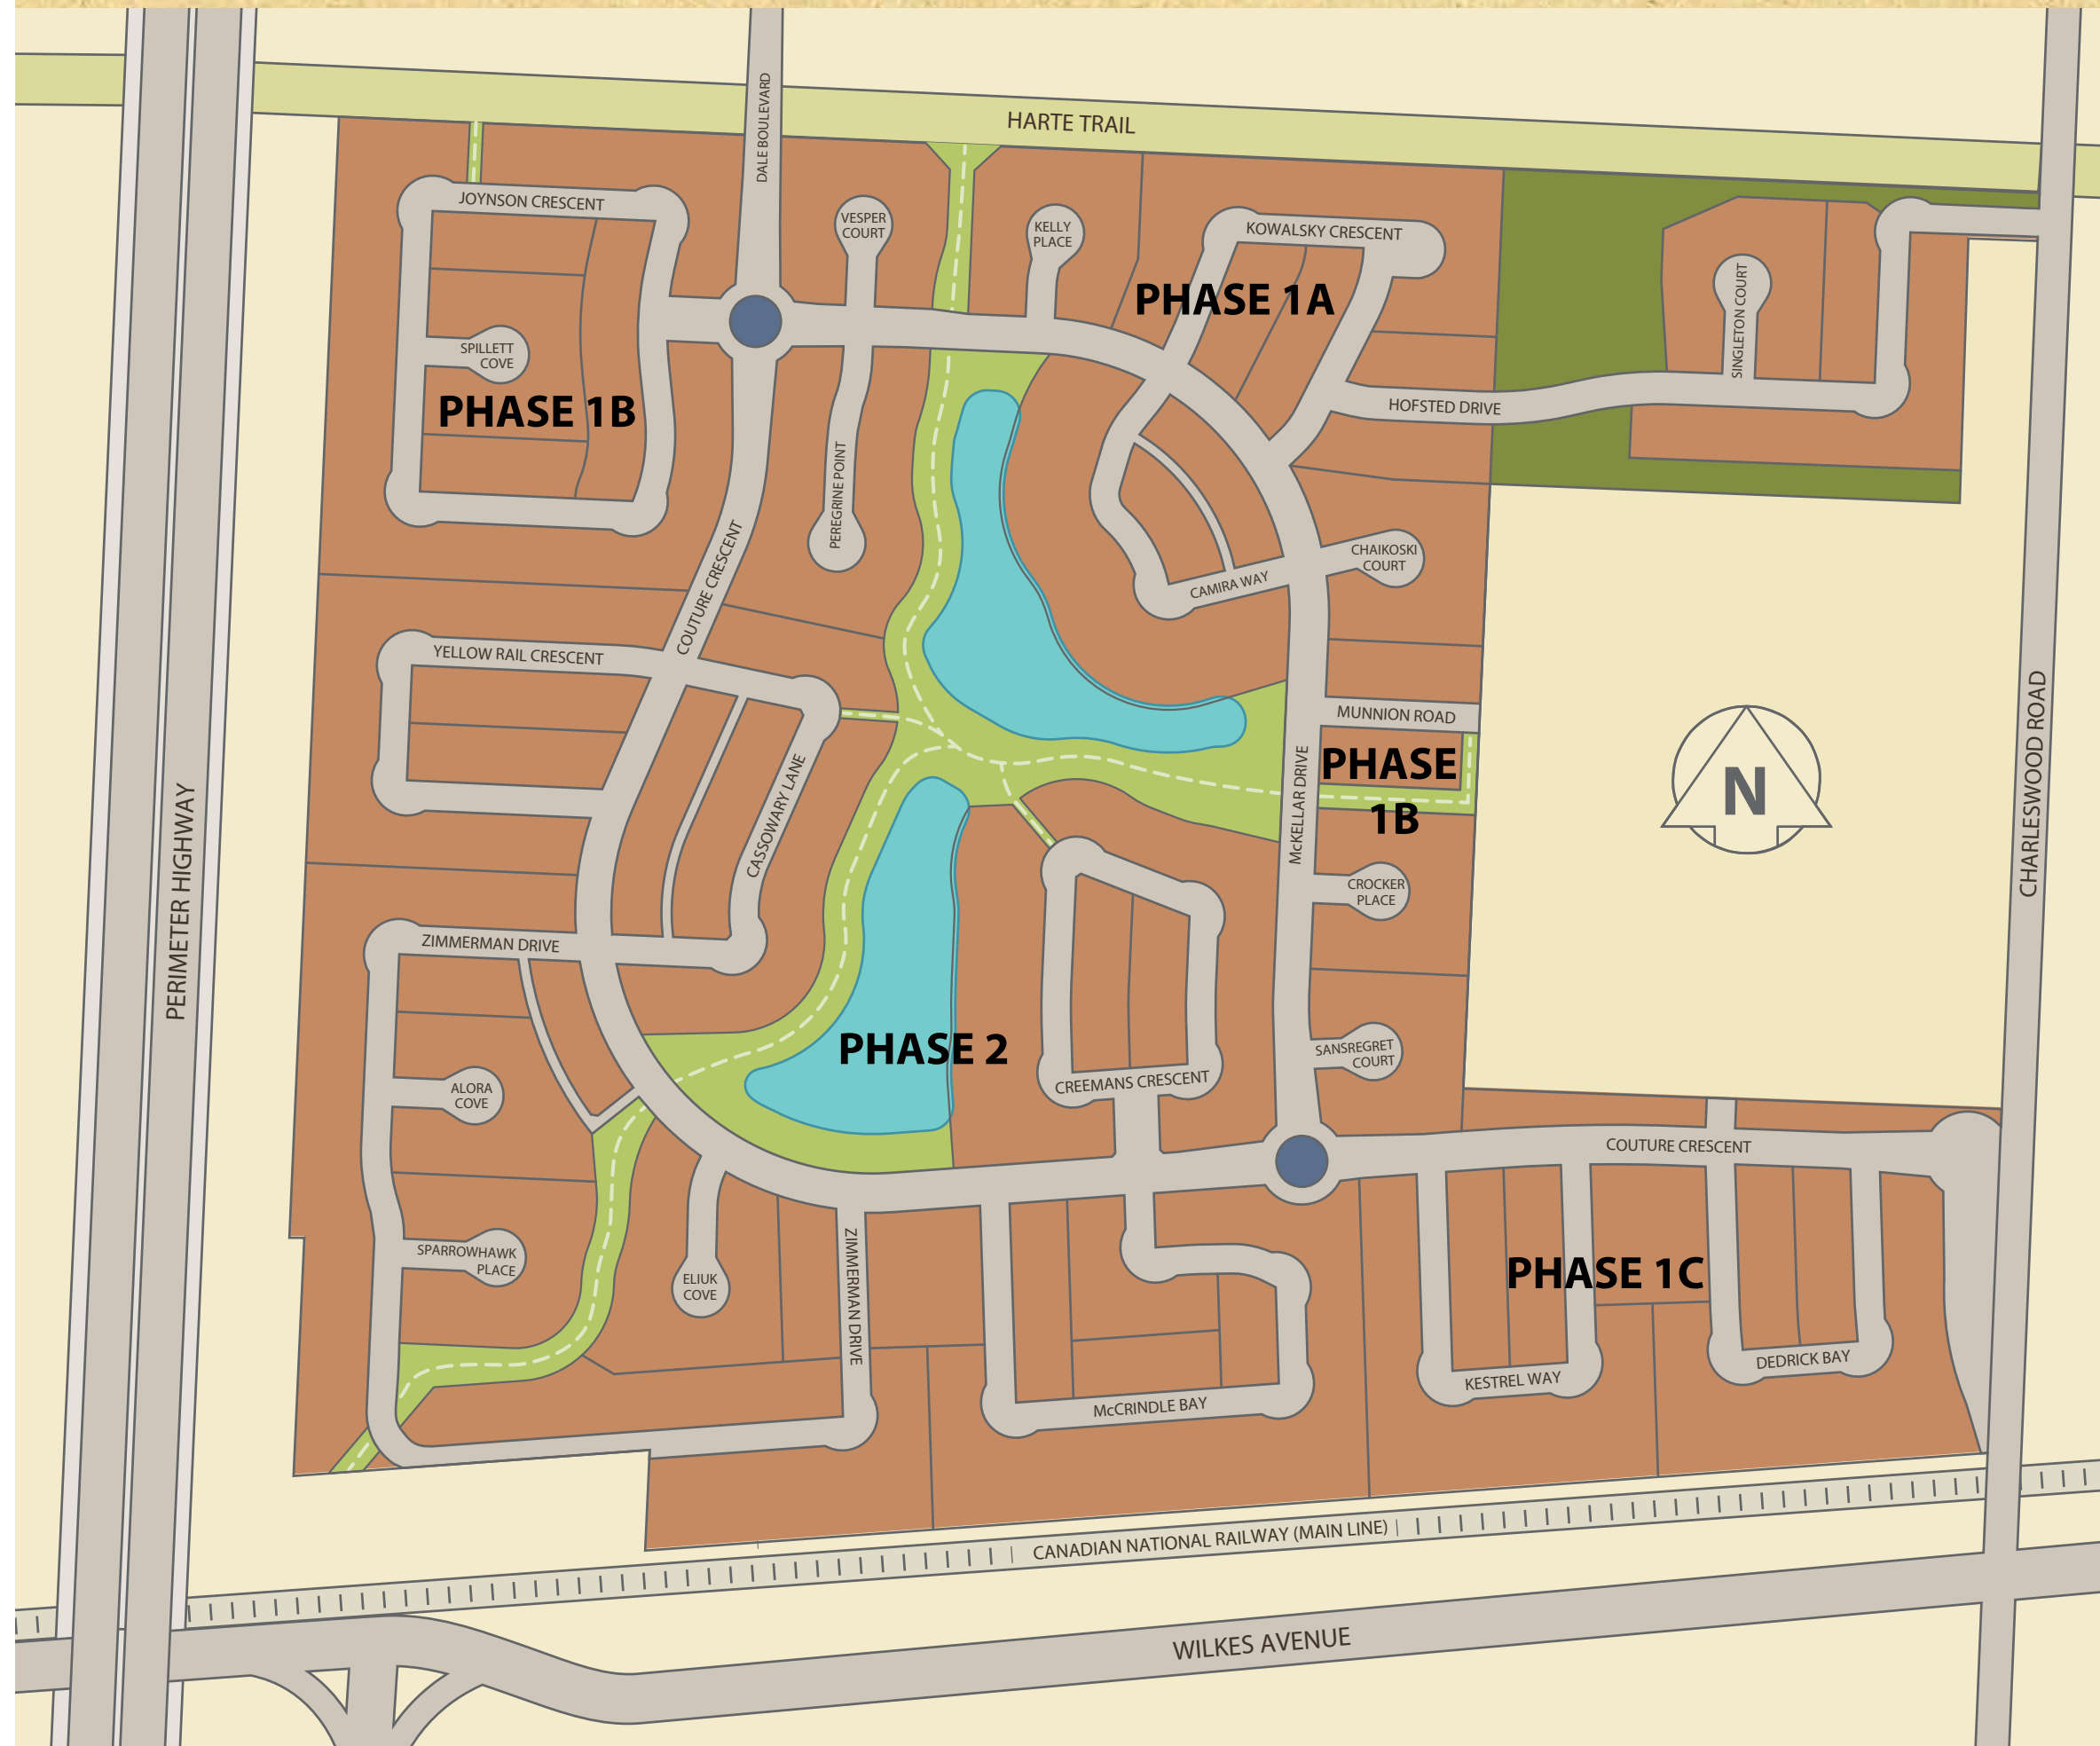 DALE BOULEVARD
HARTE TRAIL
JOYNSON CRESCENT
VESPER
COURT
KELLY
PLACE
KOWALSKY CRESCENT
SINGLETON COURT
PHASE 1A
SPILLETT
COVE
PHASE 1B
HOFSTED DRIVE
PEREGRINE POINT
COUTURE CRESCENT
CHAIKOSKI
COURT
CAMIRA WAY
YELLOW RAIL CRESCENT
MUNNION ROAD
PHASE
1B
McKELLAR DRIVE
N
CHARLESWOOD ROAD
PERIMETER HIGHWAY
CASSOWARY LANE
CROCKER
PLACE
ZIMMERMAN DRIVE
PHASE 2
SANSREGRET
COURT
CREEMANS CRESCENT
ALORA
COVE
COUTURE CRESCENT
SPARROWHAWK
PLACE
ELIUK
COVE
ZIMMERMAN DRIVE
PHASE 1C
DEDRICK BAY
KESTREL WAY
McCRINDLE BAY
CANADIAN NATIONAL RAILWAY (MAIN LINE)
WILKES AVENUE